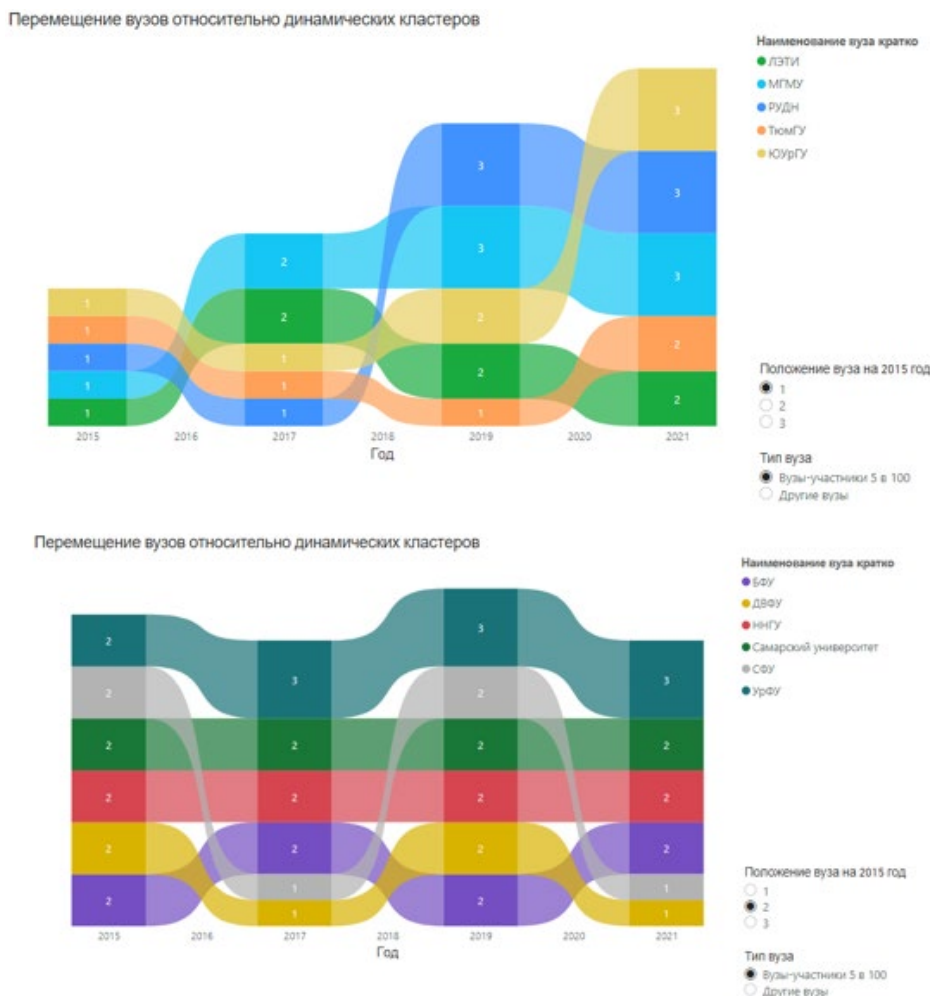 Перемещение вузов относительно динамических кластеров
Наименование вуза кратко
ЛЭТИ
МГМУ
РУДН
ТюмГУ
ЮУрГУ
3
3 3
2 3 3
1 2 1 2
1 1 2 2
1 1
1
1 1 2
2015 2016 2017 2018 2019 2020 2021
Год
Положение вуза на 2015 год
1
2
3
Тип вуза
Вузы-участники 5 в 100
Другие вузы
Перемещение вузов относительно динамических кластеров
Наименование вуза кратко
БФУ
ДВФУ
ННГУ
Самарский университет
СФУ
УрФУ
2 3 3 3
2 2
2 2 2 2
2 2 2 2
2 2 2 2
1 1
2 1 2 1
2015 2016 2017 2018 2019 2020 2021
Год
Положение вуза на 2015 год
1
2
3
Тип вуза
Вузы-участники 5 в 100
Другие вузы